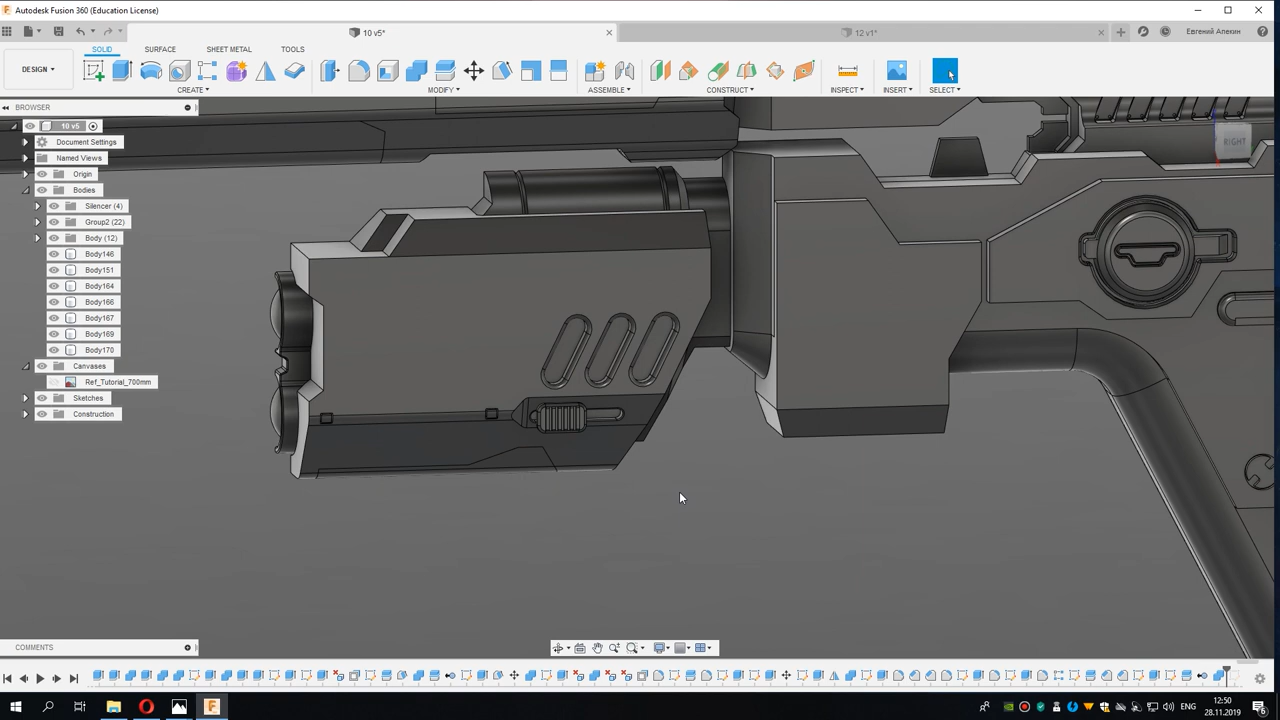 Autodesk Fusion 360 (Education License)
10 v5*
12 v1*
Евгений Апекин
DESIGN
SOLID
SURFACE
SHEET METAL
TOOLS
CREATE
MODIFY
ASSEMBLE
CONSTRUCT
INSPECT
INSERT
SELECT
BROWSER
10 v5
Document Settings
Named Views
Origin
Bodies
Silencer (4)
Group2 (22)
Body (12)
Body146
Body151
Body164
Body166
Body167
Body169
Body170
Canvases
Ref_Tutorial_700mm
Sketches
Construction
RIGHT
COMMENTS
ENG
12:50
28.11.2019
6